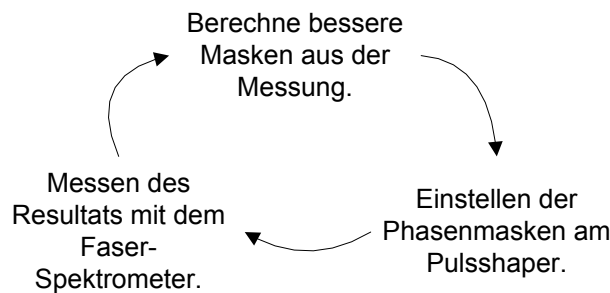 Berechne bessere
Masken aus der
Messung.
Messen des
Resultats mit dem
Faser-
Spektrometer.
Einstellen der
Phasenmasken am
Pulsshaper.